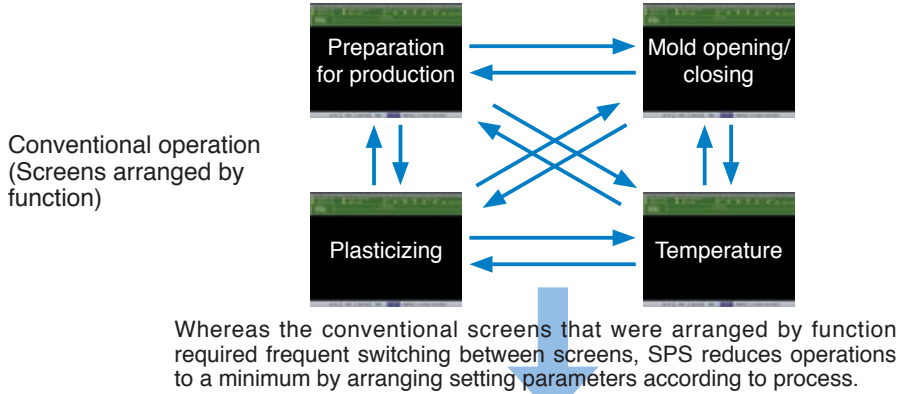 Preparation
for production
Mold opening/
closing
Conventional operation
(Screens arranged by
function)
Plasticizing
Temperature
Whereas the conventional screens that were arranged by function
required frequent switching between screens, SPS reduces operations
to a minimum by arranging setting parameters according to process.